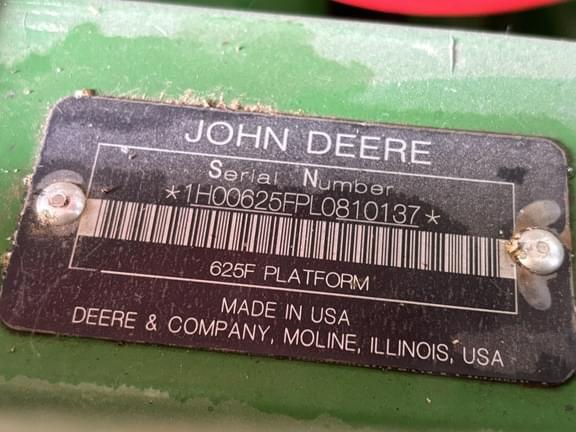 JOHN DEERE
Serial Number
*1H00625FPL0810137*
625F PLATFORM
MADE IN USA
DEERE & COMPANY, MOLINE, ILLINOIS, USA